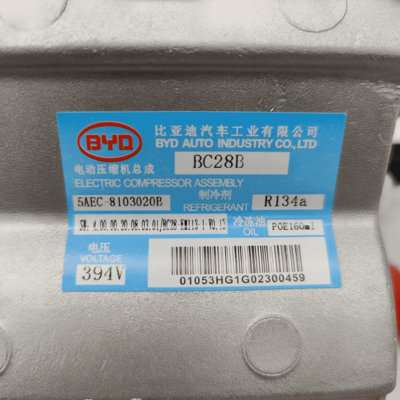 BYD
比亚迪汽车工业有限公司
BYD AUTO INDUSTRY CO.,LTD
电动压缩机总成
BC28B
ELECTRIC COMPRESSOR ASSEMBLY
制冷剂
5AEC-8103020B
REFRIGERANT
R134a
冷冻油
OIL
POE160ml
电压
VOLTAGE
394V
01053HG1G02300459